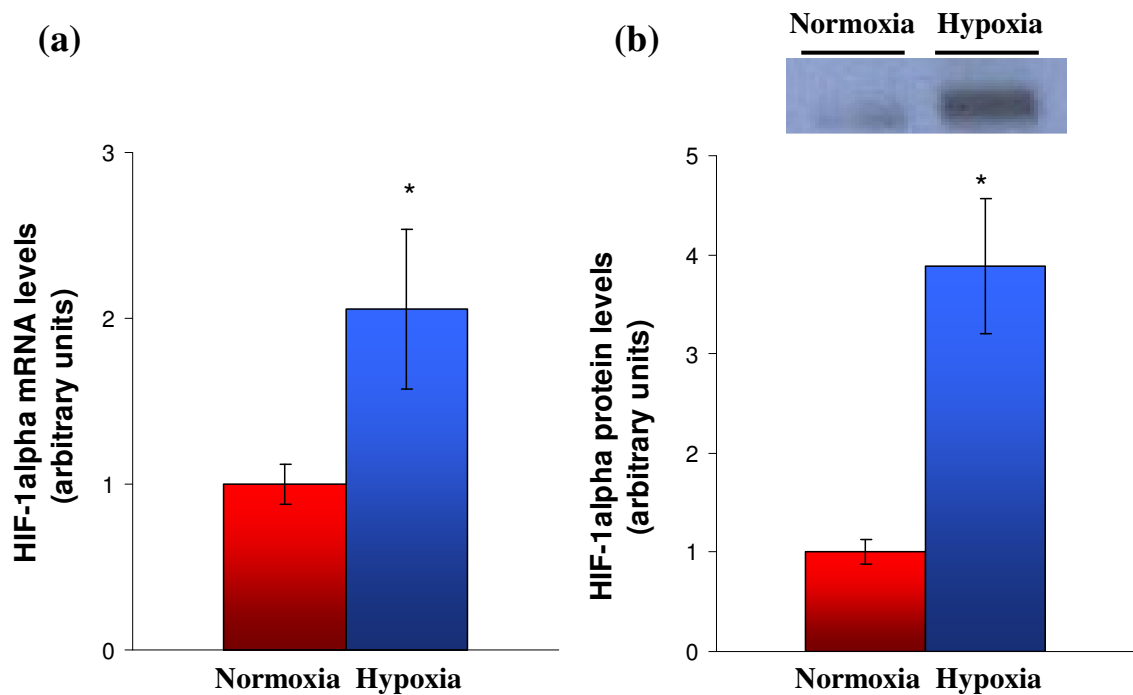 (a)
HIF-1alpha mRNA levels
(arbitrary units)
3
*
2
1
0
Normoxia Hypoxia
(b)
Normoxia Hypoxia
HIF-1alpha protein levels
(arbitrary units)
5
*
4
3
2
1
0
Normoxia Hypoxia